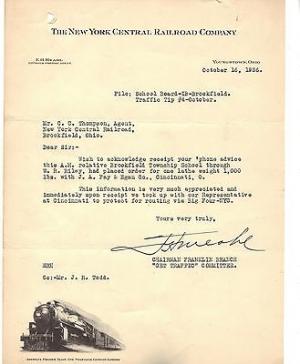 THE NEW YORK CENTRAL RAILROAD COMPANY
YOUNGSTOWN, OHIO
October 16, 1936.
File: School Board-CB-Brookfield.
Traffic Tip #4-October.
Mr. C. C. Thompson, Agent,
New York Central Railroad,
Brookfield, Ohio.
Dear Sir:-
Wish to acknowledge receipt your 'phone advice
this A.M. relative Brookfield Township School through
W. R. Riley, had placed order for one lathe weight 1,000
lbs. with J. A. Fay & Egan Co., Cincinnati, O.
This information is very much appreciated and
immediately upon receipt we took up with our Representative
at Cincinnati to protect for routing via Big Four-NYC.
Yours very truly,
CHAIRMAN FRANKLIN BRANCH
"GET TRAFFIC" COMMITTEE.
Cc:-Mr. J. R. Todd.